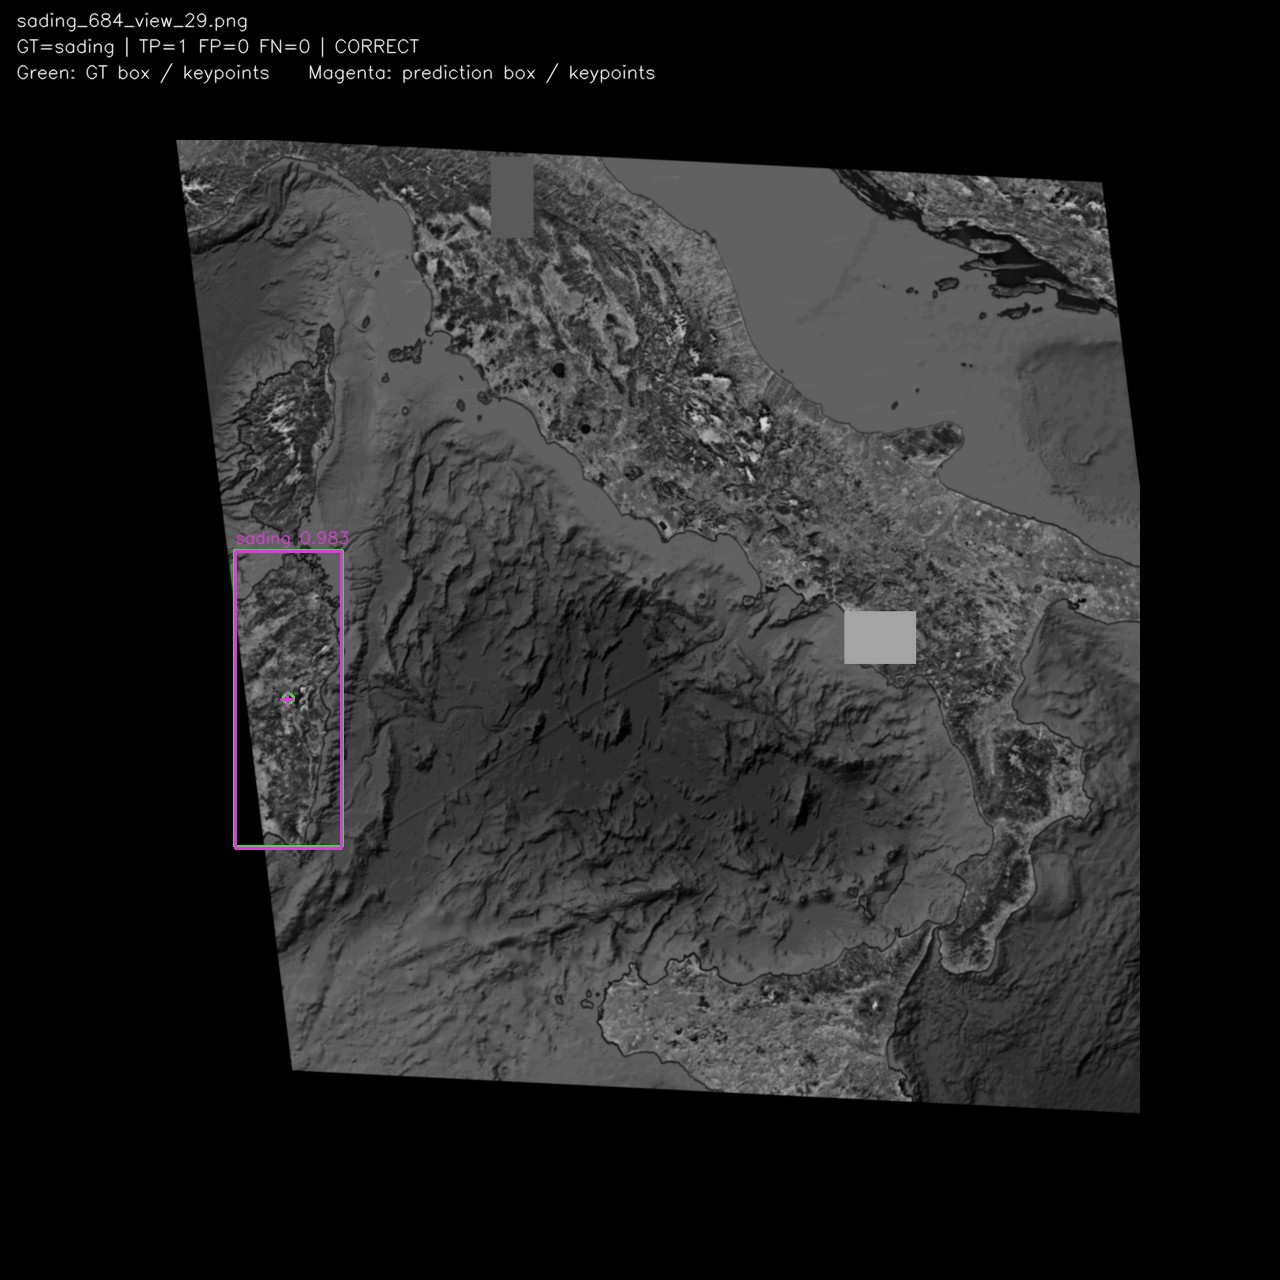 sading_684_view_29.png
GT=sading | TP=1 FP=0 FN=0 | CORRECT
Green: GT box / keypoints Magenta: prediction box / keypoints
sading 0.983